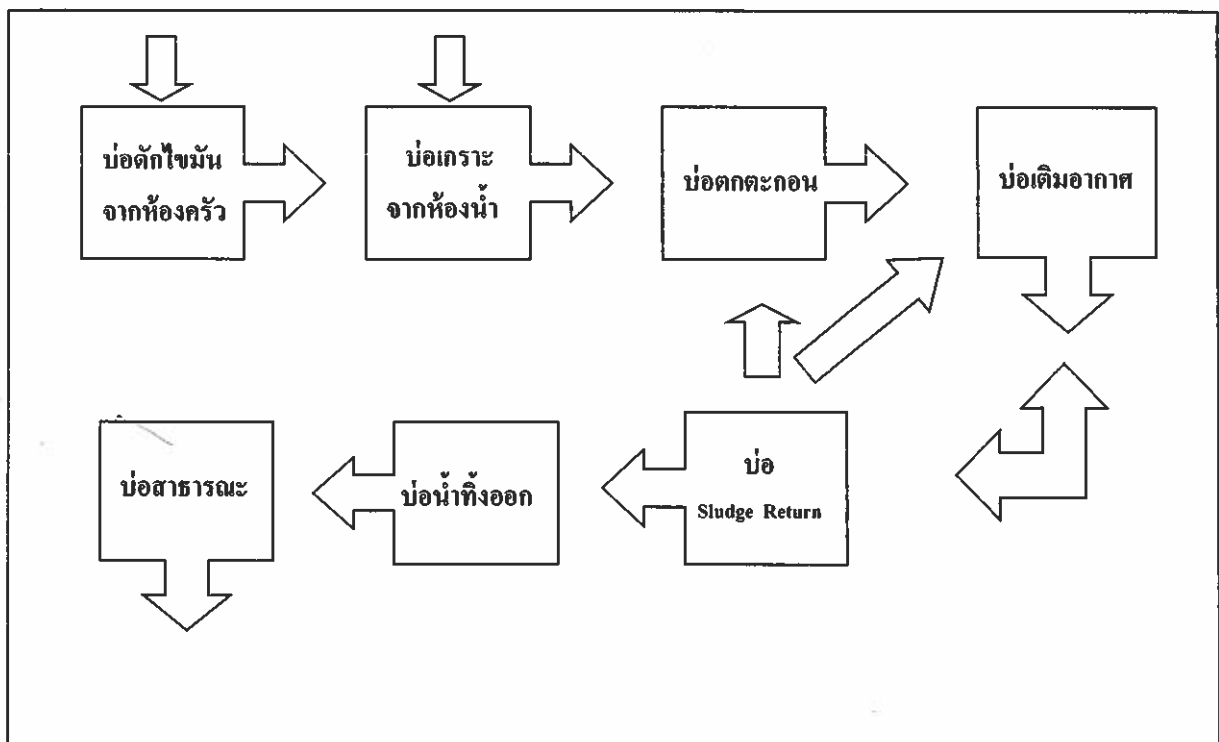 บ่อดักไขมัน
จากห้องครัว
บ่อเกราะ
จากห้องน้ำ
บ่อตกตะกอน
บ่อเติมอากาศ
บ่อสาธารณะ
บ่อน้ำทิ้งออก
บ่อ
Sludge Return